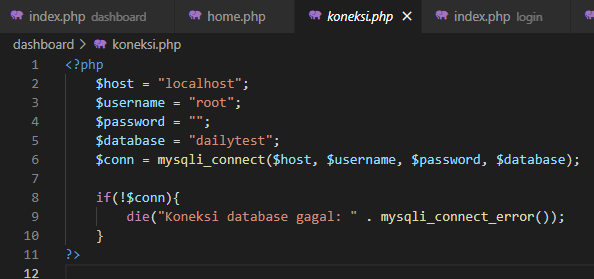 index.php dashboard home.php koneksi.php × index.php login
dashboard > koneksi.php
1 <?php
2 $host = "localhost";
3 $username = "root";
4 $password = "";
5 $database = "dailytest";
6 $conn = mysqli_connect($host, $username, $password, $database);
7
8 if(!$conn){
9 die("Koneksi database gagal: " . mysqli_connect_error());
10 }
11 ?>
12